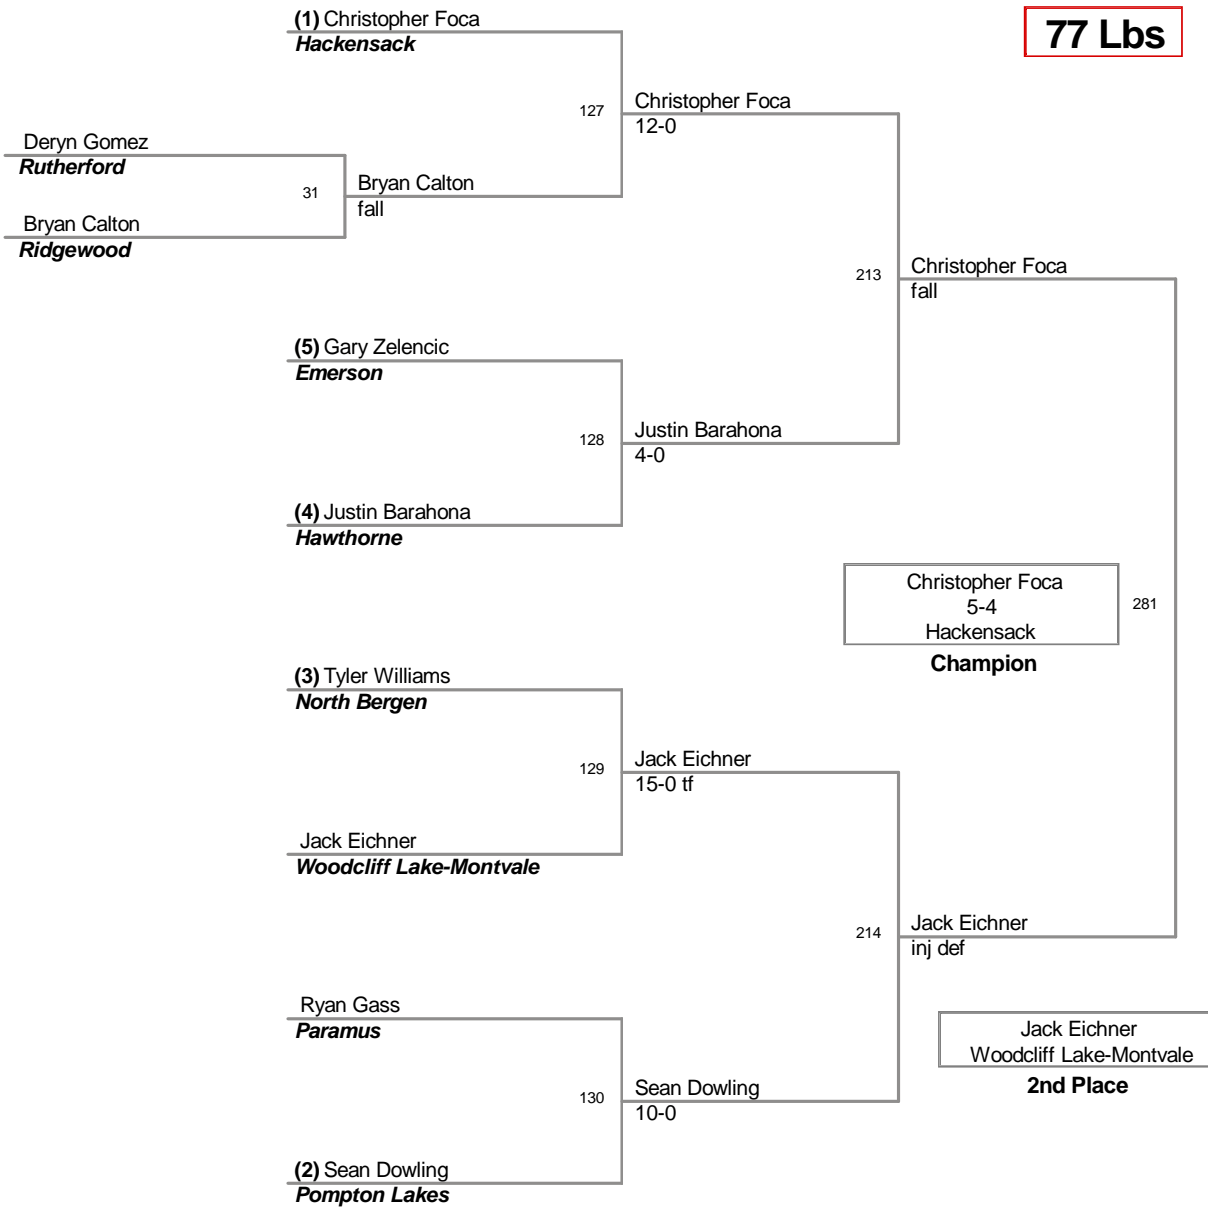 (1) Christopher Foca
Hackensack
77 Lbs
127
Christopher Foca
12-0
Deryn Gomez
Rutherford
31
Bryan Calton
fall
Bryan Calton
Ridgewood
213
Christopher Foca
fall
(5) Gary Zelencic
Emerson
128
Justin Barahona
4-0
(4) Justin Barahona
Hawthorne
Christopher Foca
5-4
Hackensack
281
Champion
(3) Tyler Williams
North Bergen
129
Jack Eichner
15-0 tf
Jack Eichner
Woodcliff Lake-Montvale
214
Jack Eichner
inj def
Ryan Gass
Paramus
Jack Eichner
Woodcliff Lake-Montvale
2nd Place
130
Sean Dowling
10-0
(2) Sean Dowling
Pompton Lakes